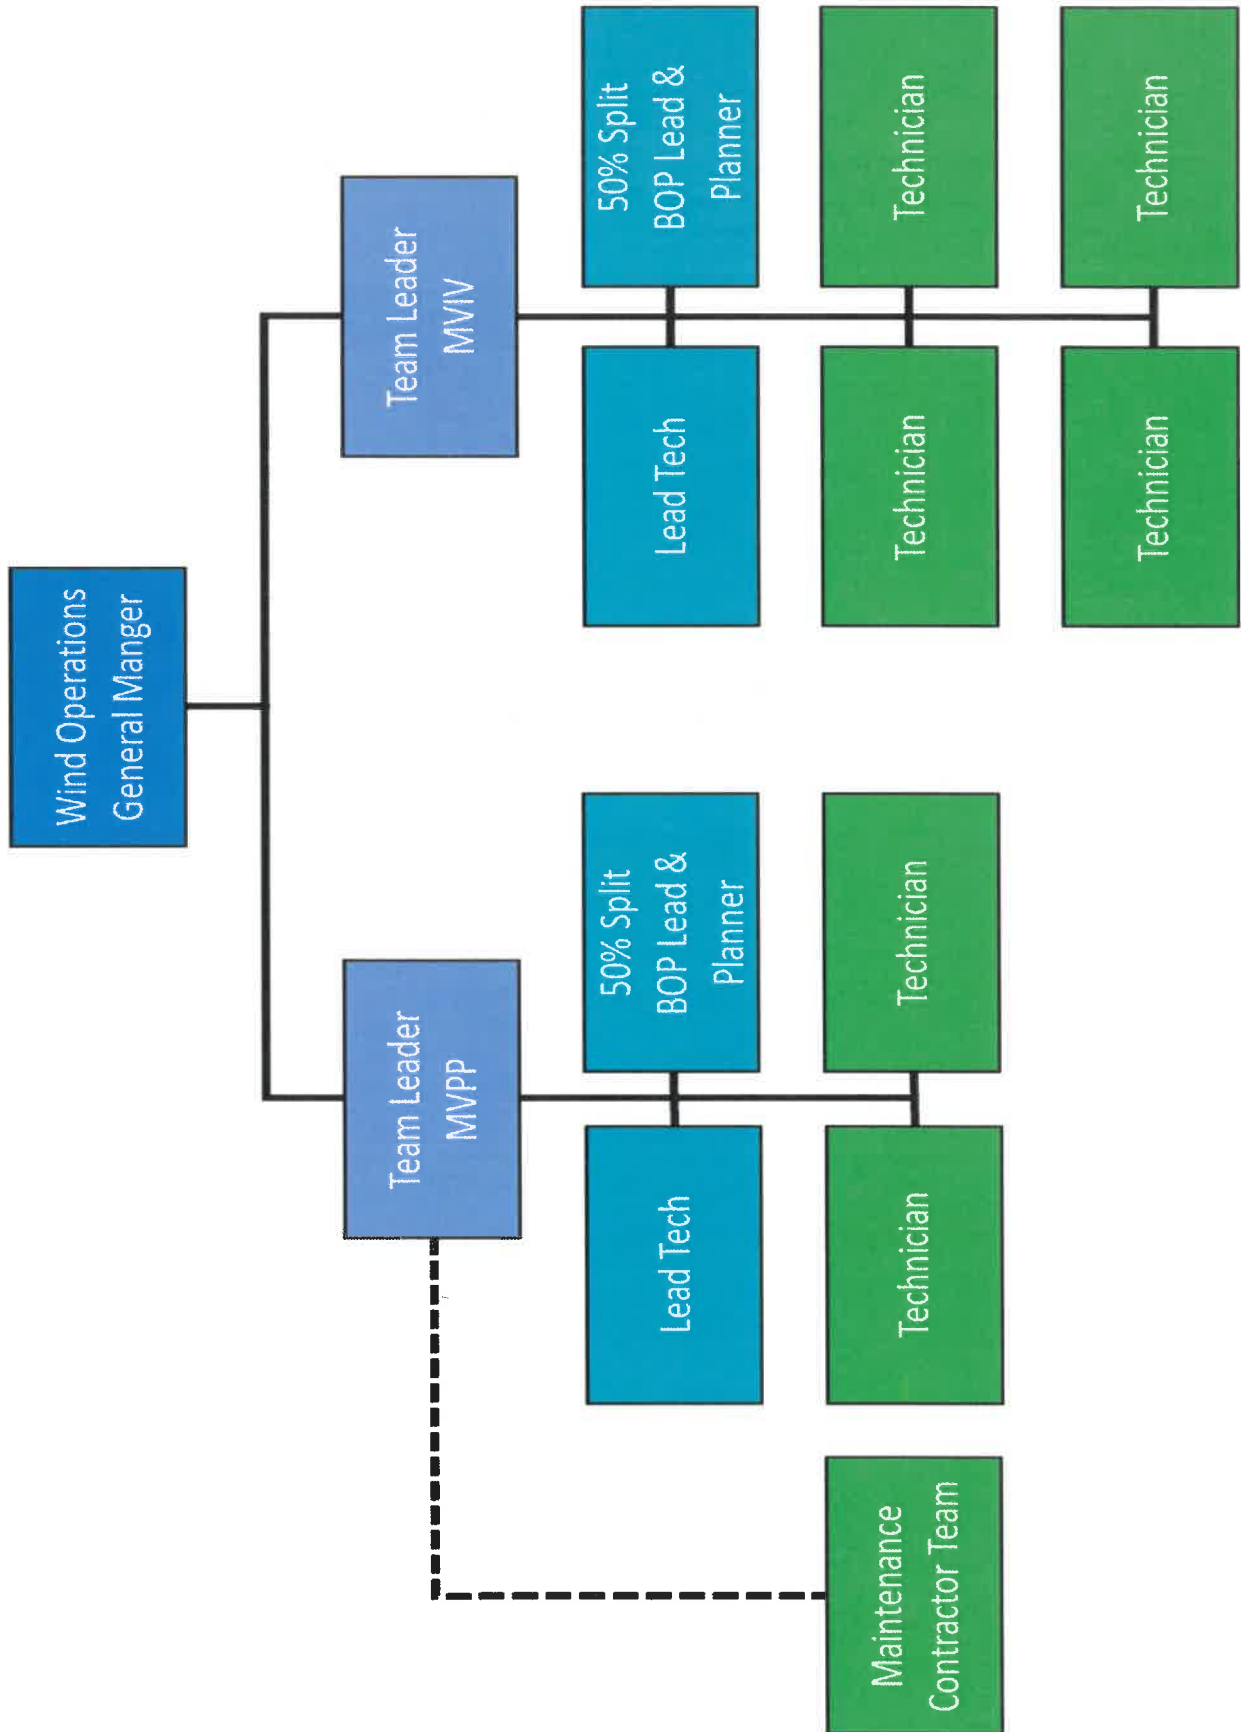 Wind Operations
General Manger
Team Leader
MVPP
Team Leader
MVIV
Lead Tech
50% Split
BOP Lead &
Planner
Lead Tech
50% Split
BOP Lead &
Planner
Maintenance
Contractor Team
Technician
Technician
Technician
Technician
Technician
Technician